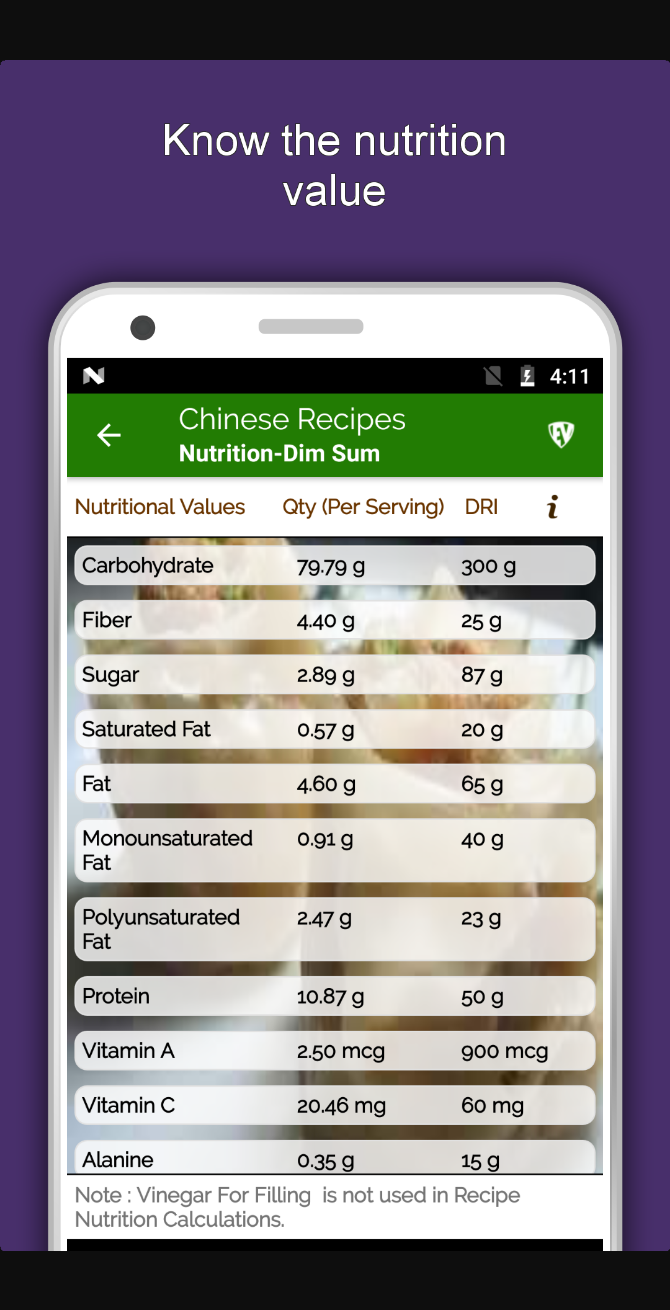 Know the nutrition
value
4:11
Chinese Recipes
EV
Nutrition-Dim Sum
Nutritional Values Qty (Per Serving) DRI i
Carbohydrate 79.79 g 300 g
Fiber 4.40 g 25 g
Sugar 2.89 g 87 g
Saturated Fat 0.57 g 20 g
Fat 4.60 g 65 g
Monounsaturated 0.91 g 40 g
Fat
Polyunsaturated 2.47 g 23 g
Fat
Protein 10.87 g 50 g
Vitamin A 2.50 mcg 900 mcg
Vitamin C 20.46 mg 60 mg
Alanine 0.35 g 15 g
Note : Vinegar For Filling is not used in Recipe
Nutrition Calculations.